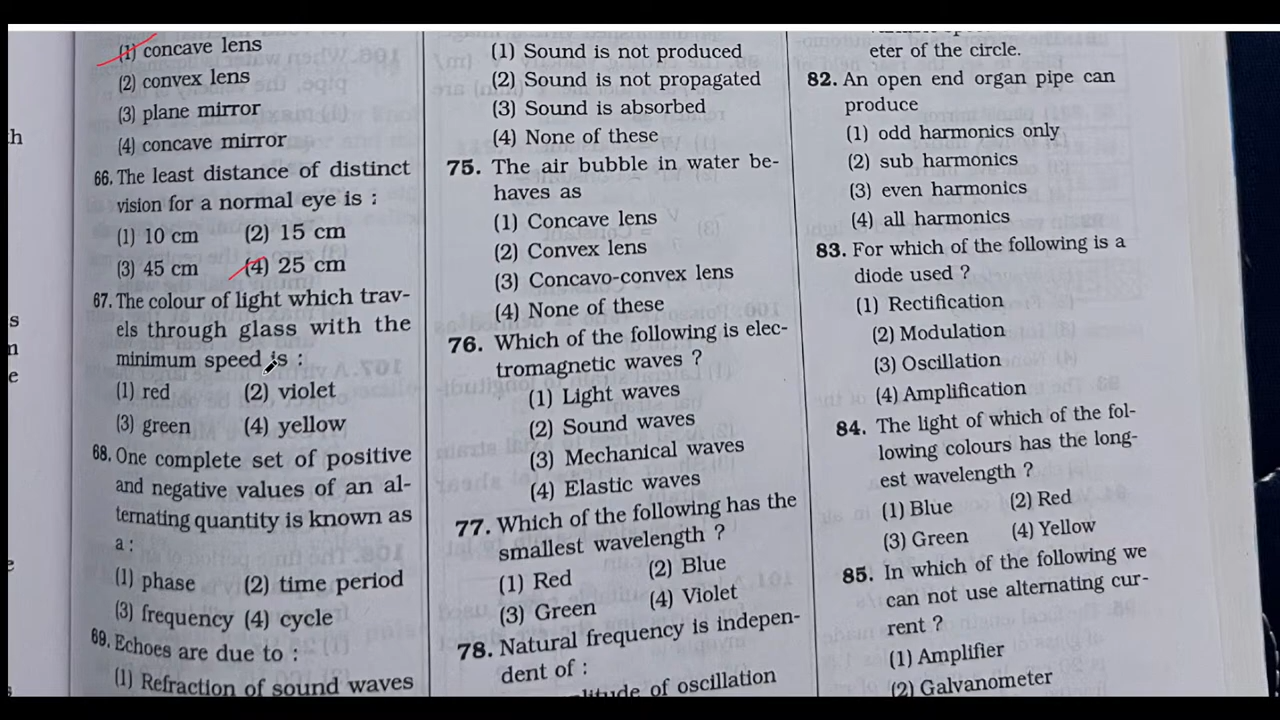 (1) concave lens
(2) convex lens
(3) plane mirror
(4) concave mirror
66. The least distance of distinct
vision for a normal eye is :
(1) 10 cm (2) 15 cm
(3) 45 cm (4) 25 cm
67. The colour of light which trav-
els through glass with the
minimum speed is :
(1) red (2) violet
(3) green (4) yellow
68. One complete set of positive
and negative values of an al-
ternating quantity is known as
a :
(1) phase (2) time period
(3) frequency (4) cycle
69. Echoes are due to :
(1) Refraction of sound waves
(1) Sound is not produced
(2) Sound is not propagated
(3) Sound is absorbed
(4) None of these
75. The air bubble in water be-
haves as
(1) Concave lens
(2) Convex lens
(3) Concavo-convex lens
(4) None of these
76. Which of the following is elec-
tromagnetic waves ?
(1) Light waves
(2) Sound waves
(3) Mechanical waves
(4) Elastic waves
77. Which of the following has the
smallest wavelength ?
(1) Red (2) Blue
(3) Green (4) Violet
78. Natural frequency is indepen-
dent of :
of oscillation
eter of the circle.
82. An open end organ pipe can
produce
(1) odd harmonics only
(2) sub harmonics
(3) even harmonics
(4) all harmonics
83. For which of the following is a
diode used ?
(1) Rectification
(2) Modulation
(3) Oscillation
(4) Amplification
84. The light of which of the fol-
lowing colours has the long-
est wavelength ?
(1) Blue (2) Red
(3) Green (4) Yellow
85. In which of the following we
can not use alternating cur-
rent ?
(1) Amplifier
(2) Galvanometer